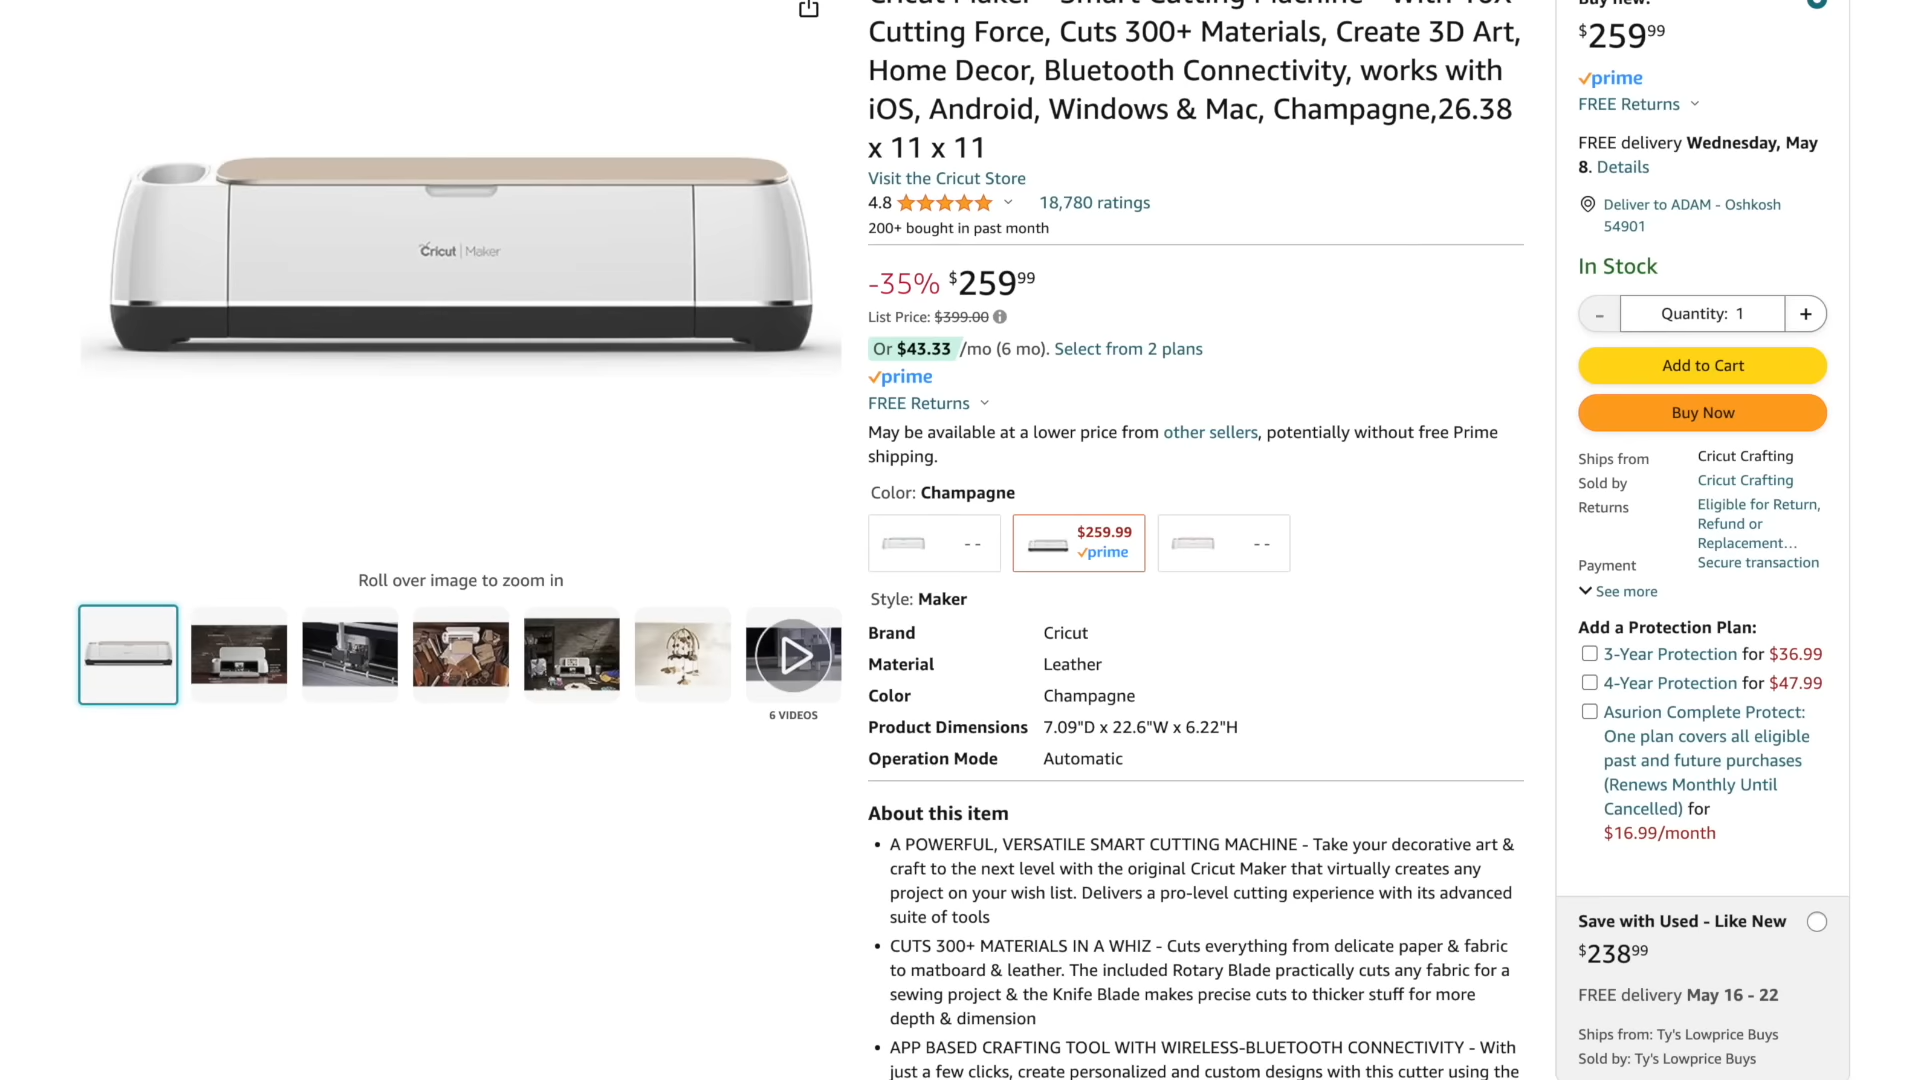 Cricut Maker - Smart Cutting Machine - With 10X
Cutting Force, Cuts 300+ Materials, Create 3D Art,
Home Decor, Bluetooth Connectivity, works with
iOS, Android, Windows & Mac, Champagne,26.38
x 11 x 11
Visit the Cricut Store
4.8
18,780 ratings
200+ bought in past month
-35% $259 99
List Price: $399.00
Or $43.33 /mo (6 mo). Select from 2 plans
prime
FREE Returns
May be available at a lower price from other sellers, potentially without free Prime
shipping.
Color: Champagne
- -
$259.99
prime
- -
Style: Maker
Brand Cricut
Material Leather
Color Champagne
Product Dimensions 7.09"D x 22.6"W x 6.22"H
Operation Mode Automatic
About this item
• A POWERFUL, VERSATILE SMART CUTTING MACHINE - Take your decorative art &
craft to the next level with the original Cricut Maker that virtually creates any
project on your wish list. Delivers a pro-level cutting experience with its advanced
suite of tools
• CUTS 300+ MATERIALS IN A WHIZ - Cuts everything from delicate paper & fabric
to matboard & leather. The included Rotary Blade practically cuts any fabric for a
sewing project & the Knife Blade makes precise cuts to thicker stuff for more
depth & dimension
• APP BASED CRAFTING TOOL WITH WIRELESS-BLUETOOTH CONNECTIVITY - With
just a few clicks, create personalized and custom designs with this cutter using the
Cricut | Maker
Roll over image to zoom in
6 VIDEOS
Buy new:
$259 99
prime
FREE Returns
FREE delivery Wednesday, May
8. Details
Deliver to ADAM - Oshkosh
54901
In Stock
- Quantity: 1 +
Add to Cart
Buy Now
Ships from Cricut Crafting
Sold by Cricut Crafting
Returns Eligible for Return,
Refund or
Replacement…
Payment Secure transaction
See more
Add a Protection Plan:
3-Year Protection for $36.99
4-Year Protection for $47.99
Asurion Complete Protect:
One plan covers all eligible
past and future purchases
(Renews Monthly Until
Cancelled) for
$16.99/month
Save with Used - Like New
$238 99
FREE delivery May 16 - 22
Ships from: Ty's Lowprice Buys
Sold by: Ty's Lowprice Buys